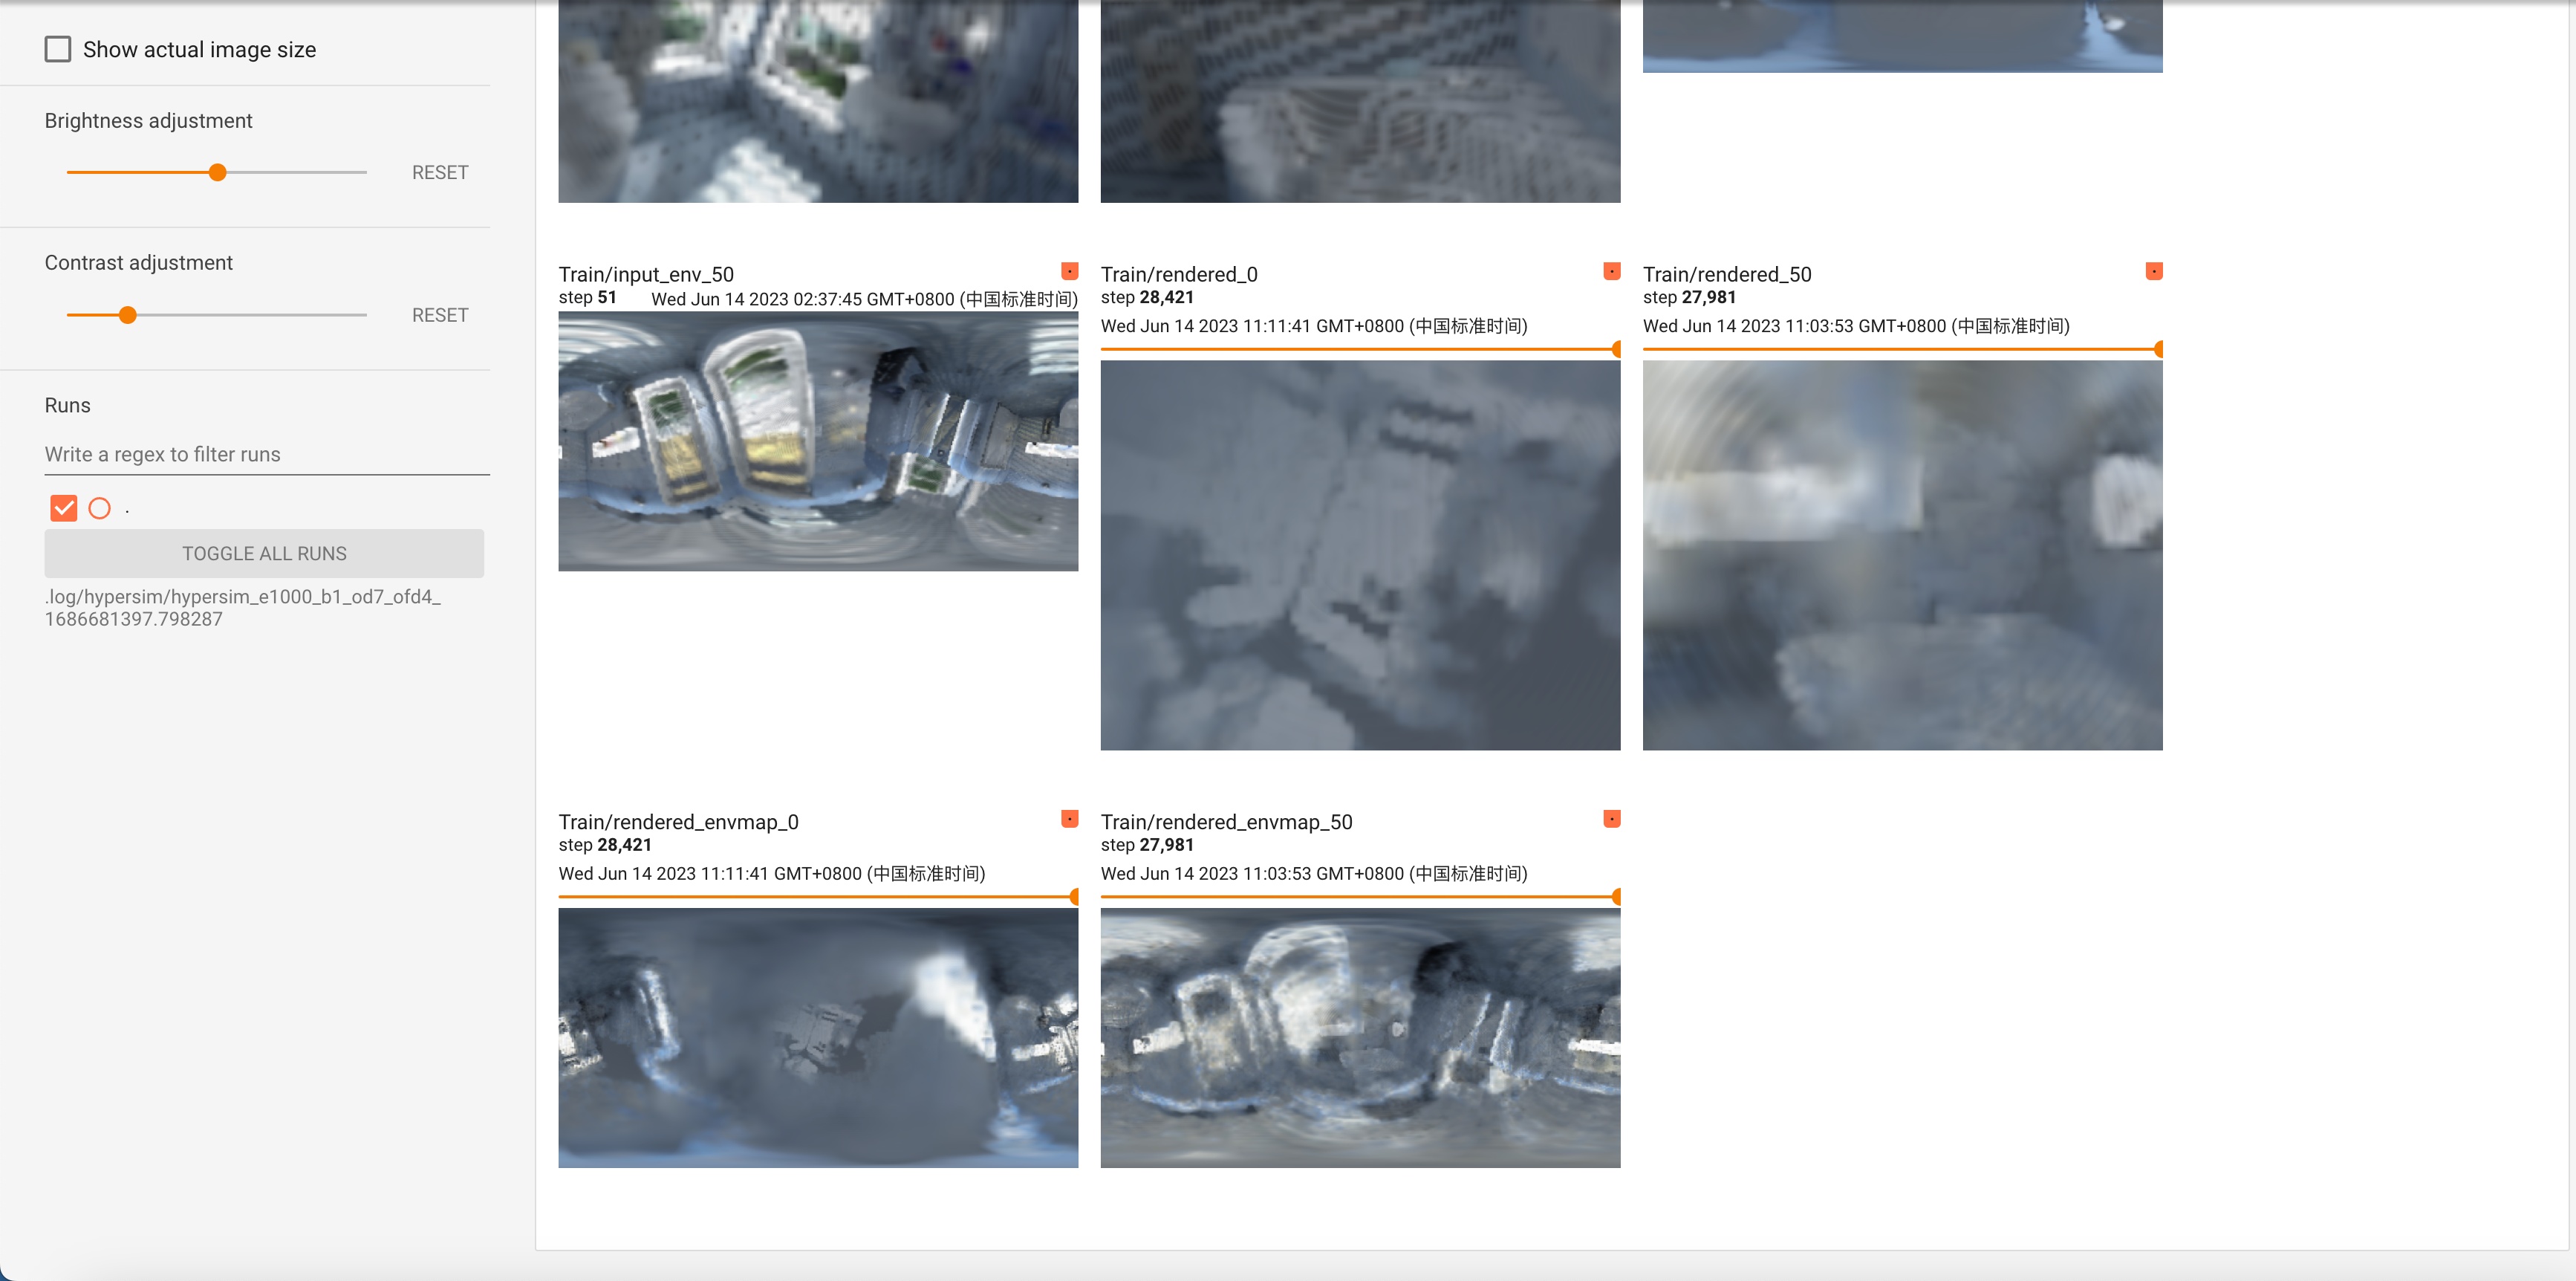 Show actual image size
Brightness adjustment
RESET
Contrast adjustment
RESET
Runs
Write a regex to filter runs
.
TOGGLE ALL RUNS
.log/hypersim/hypersim_e1000_b1_od7_ofd4_
1686681397.798287
Train/input_env_50
step 51 Wed Jun 14 2023 02:37:45 GMT+0800 (中国标准时间)
Train/rendered_0
step 28,421
Wed Jun 14 2023 11:11:41 GMT+0800 (中国标准时间)
Train/rendered_50
step 27,981
Wed Jun 14 2023 11:03:53 GMT+0800 (中国标准时间)
Train/rendered_envmap_0
step 28,421
Wed Jun 14 2023 11:11:41 GMT+0800 (中国标准时间)
Train/rendered_envmap_50
step 27,981
Wed Jun 14 2023 11:03:53 GMT+0800 (中国标准时间)